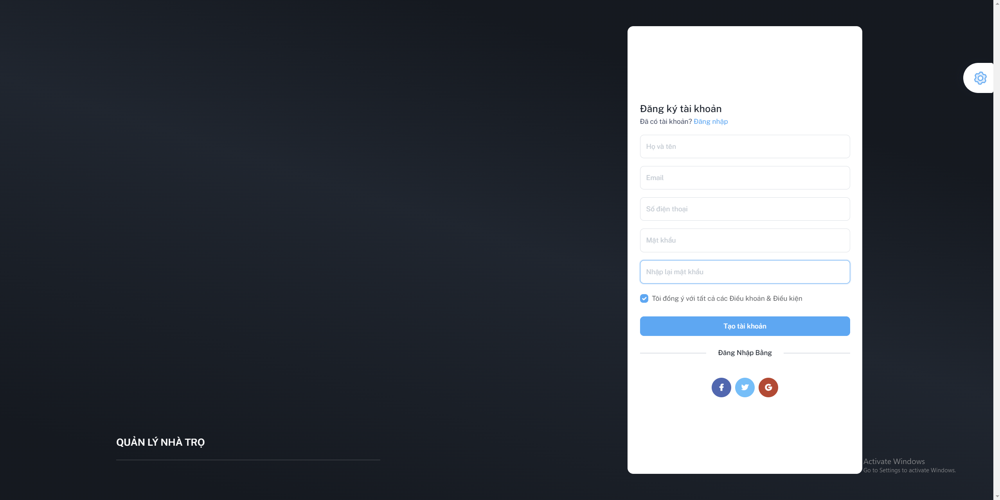 Đăng ký tài khoản
Đã có tài khoản? Đăng nhập
Họ và tên
Email
Số điện thoại
Mật khẩu
Nhập lại mật khẩu
Tôi đồng ý với tất cả các Điều khoản & Điều kiện
Tạo tài khoản
Đăng Nhập Bằng
QUẢN LÝ NHÀ TRỌ
Activate Windows
Go to Settings to activate Windows.